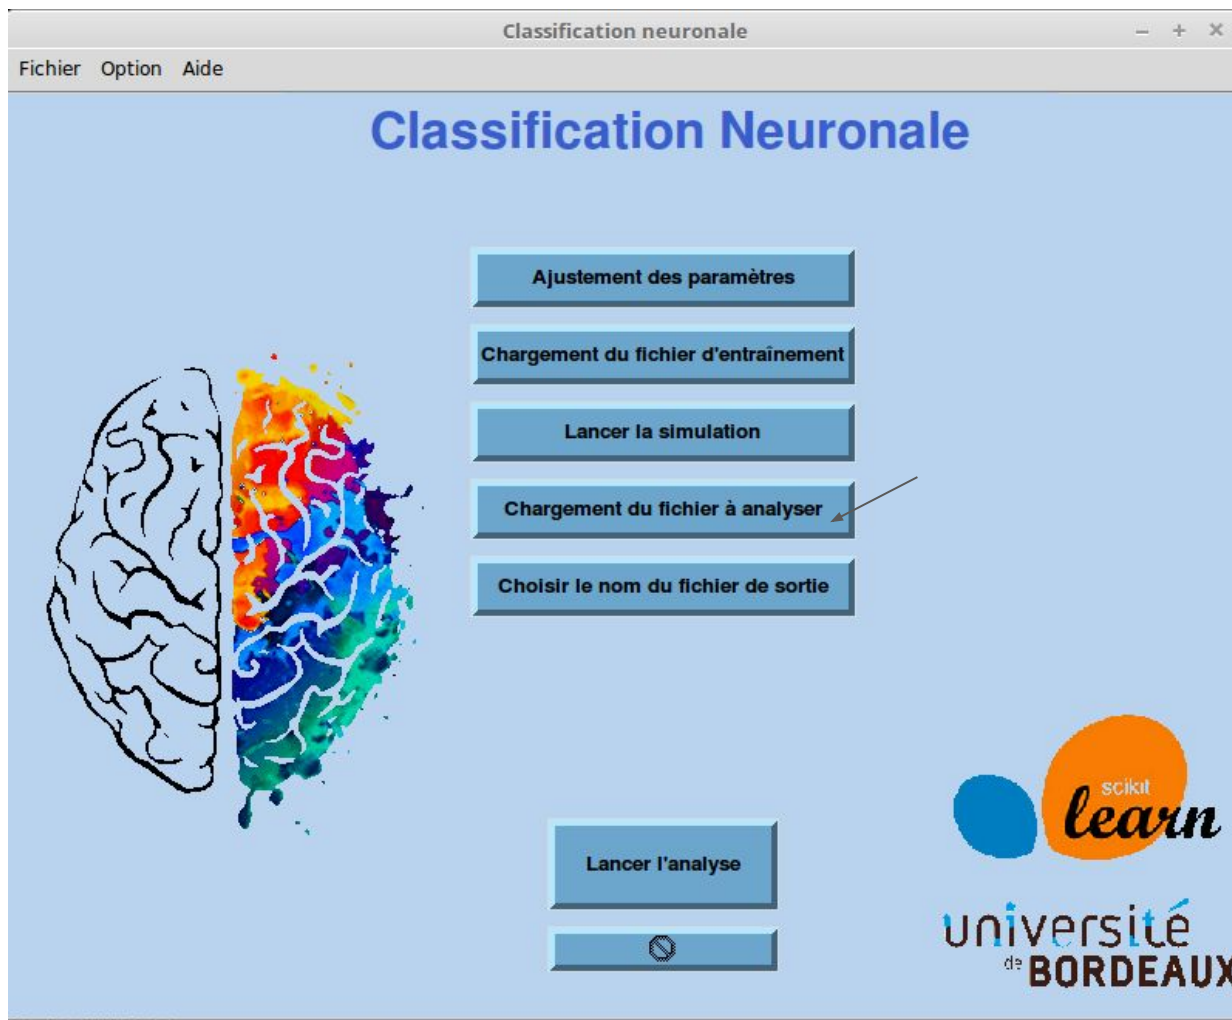 Classification neuronale
Fichier Option Aide
Classification Neuronale
Ajustement des paramètres
Chargement du fichier d'entraînement
Lancer la simulation
Chargement du fichier à analyser
Choisir le nom du fichier de sortie
scikit
learn
Lancer l'analyse
université
de BORDEAUX